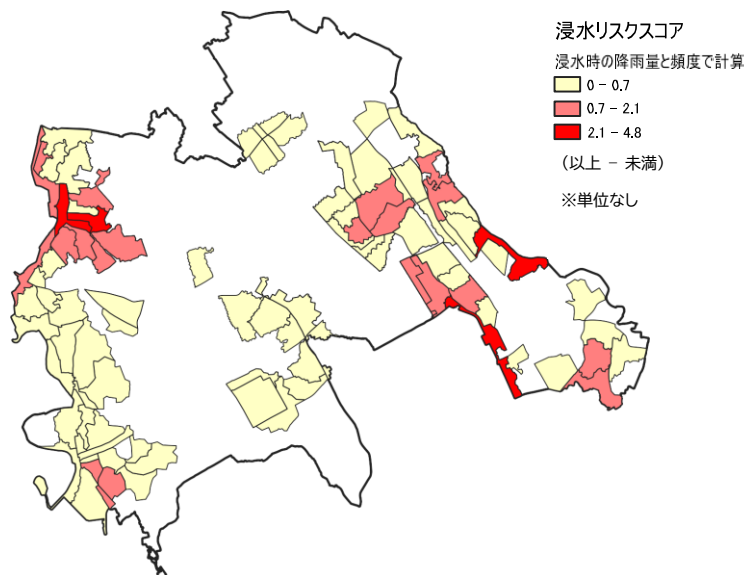 浸水リスクスコア
浸水時の降雨量と頻度で計算
0 - 0.7
0.7 - 2.1
2.1 - 4.8
(以上 - 未満)
※単位なし